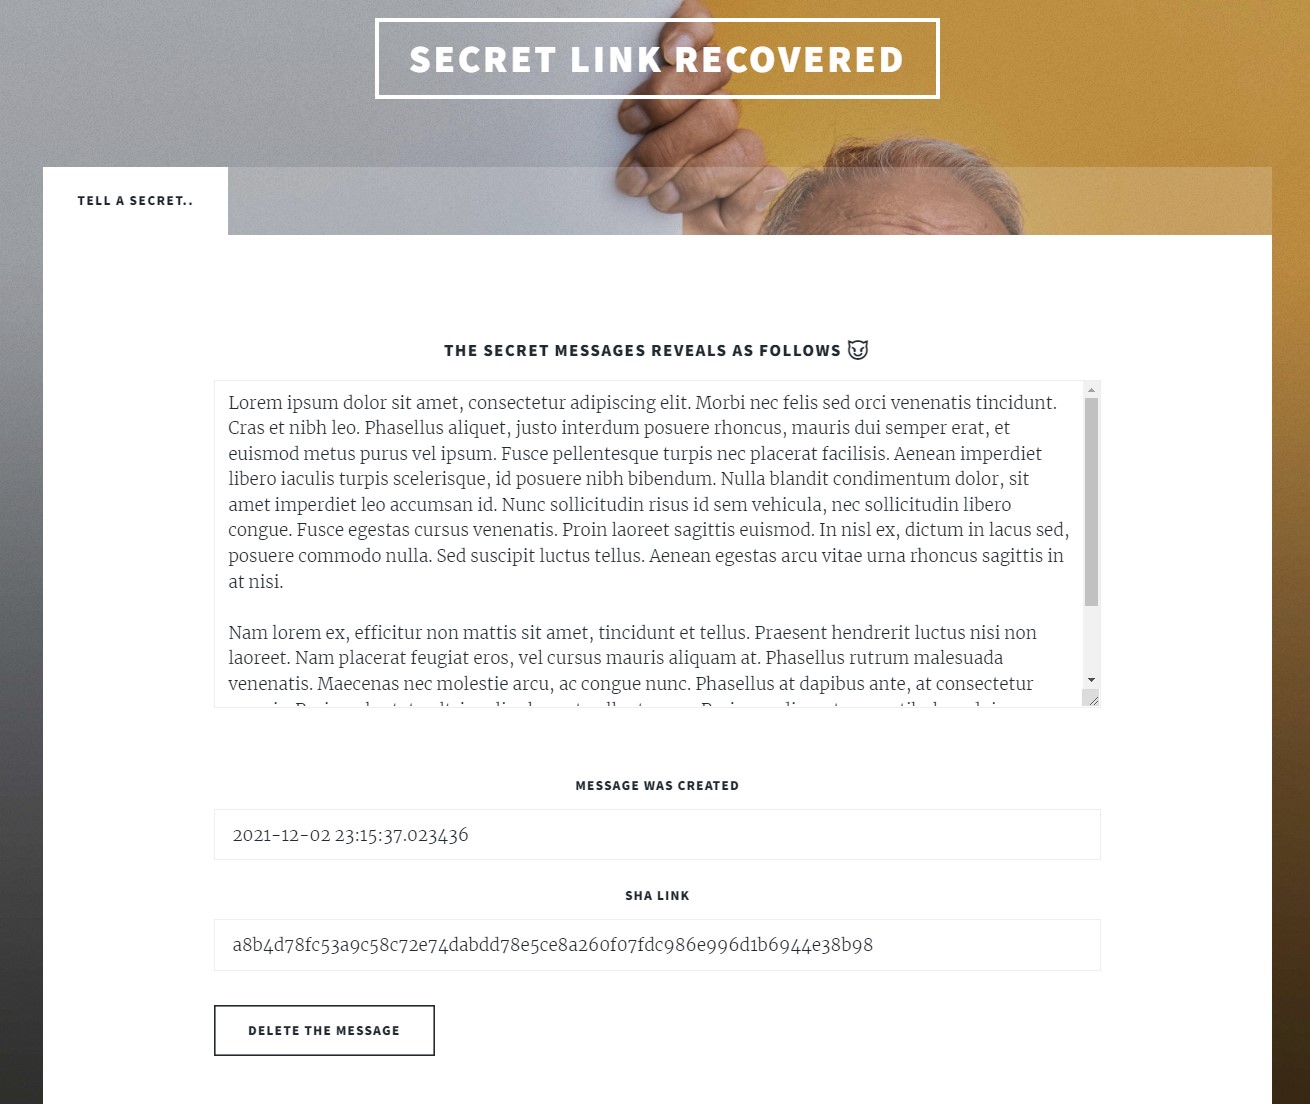 SECRET LINK RECOVERED
TELL A SECRET..
THE SECRET MESSAGES REVEALS AS FOLLOWS
Lorem ipsum dolor sit amet, consectetur adipiscing elit. Morbi nec felis sed orci venenatis tincidunt.
Cras et nibh leo. Phasellus aliquet, justo interdum posuere rhoncus, mauris dui semper erat, et
euismod metus purus vel ipsum. Fusce pellentesque turpis nec placerat facilisis. Aenean imperdiet
libero iaculis turpis scelerisque, id posuere nibh bibendum. Nulla blandit condimentum dolor, sit
amet imperdiet leo accumsan id. Nunc sollicitudin risus id sem vehicula, nec sollicitudin libero
congue. Fusce egestas cursus venenatis. Proin laoreet sagittis euismod. In nisl ex, dictum in lacus sed,
posuere commodo nulla. Sed suscipit luctus tellus. Aenean egestas arcu vitae urna rhoncus sagittis in
at nisi.
Nam lorem ex, efficitur non mattis sit amet, tincidunt et tellus. Praesent hendrerit luctus nisi non
laoreet. Nam placerat feugiat eros, vel cursus mauris aliquam at. Phasellus rutrum malesuada
venenatis. Maecenas nec molestie arcu, ac congue nunc. Phasellus at dapibus ante, at consectetur
MESSAGE WAS CREATED
2021-12-02 23:15:37.023436
SHA LINK
a8b4d78fc53a9c58c72e74dabdd78e5ce8a260f07fdc986e996d1b6944e38b98
DELETE THE MESSAGE